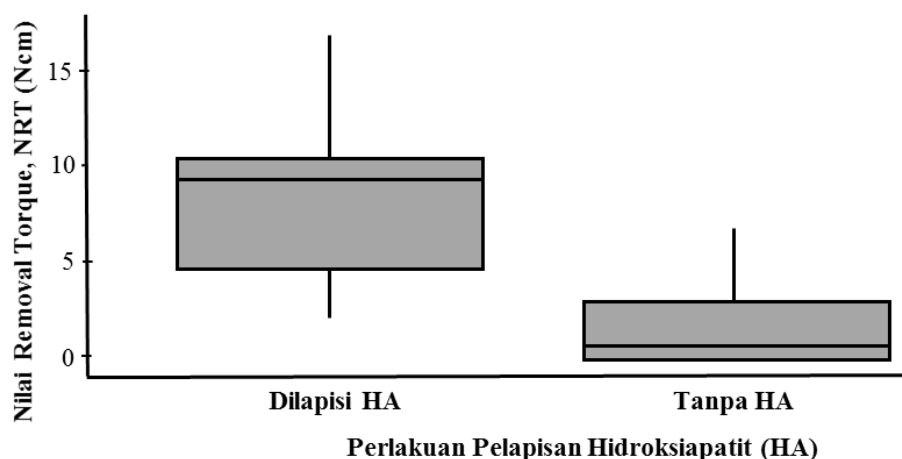 Nilai Removal Torque, NRT (Ncm)
15
10
5
0
Dilapisi HA
Tanpa HA
Perlakuan Pelapisan Hidroksiapatit (HA)